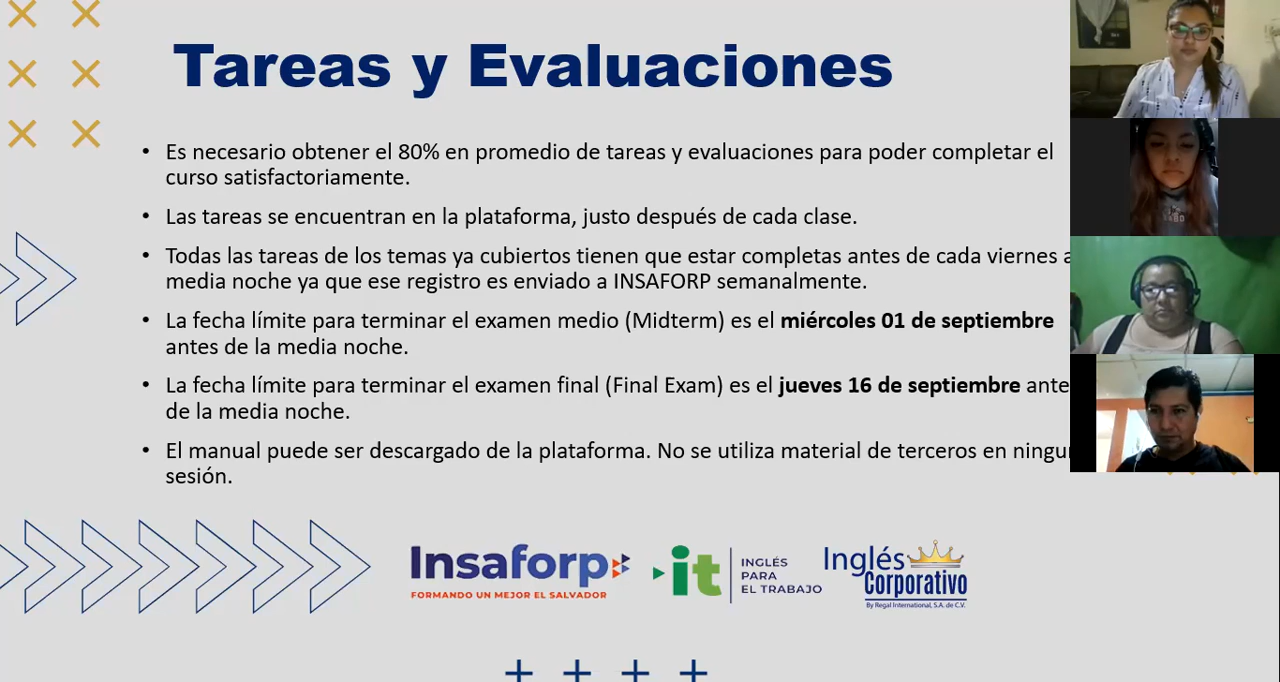 Tareas y Evaluaciones
• Es necesario obtener el 80% en promedio de tareas y evaluaciones para poder completar el
curso satisfactoriamente.
• Las tareas se encuentran en la plataforma, justo después de cada clase.
• Todas las tareas de los temas ya cubiertos tienen que estar completas antes de cada viernes a
media noche ya que ese registro es enviado a INSAFORP semanalmente.
• La fecha límite para terminar el examen medio (Midterm) es el miércoles 01 de septiembre
antes de la media noche.
• La fecha límite para terminar el examen final (Final Exam) es el jueves 16 de septiembre ante
de la media noche.
• El manual puede ser descargado de la plataforma. No se utiliza material de terceros en ningu
sesión.
Insaforp
FORMANDO UN MEJOR EL SALVADOR
it
INGLÉS
PARA
EL TRABAJO
Inglés
Corporativo
By Regal International, S.A. de C.V.